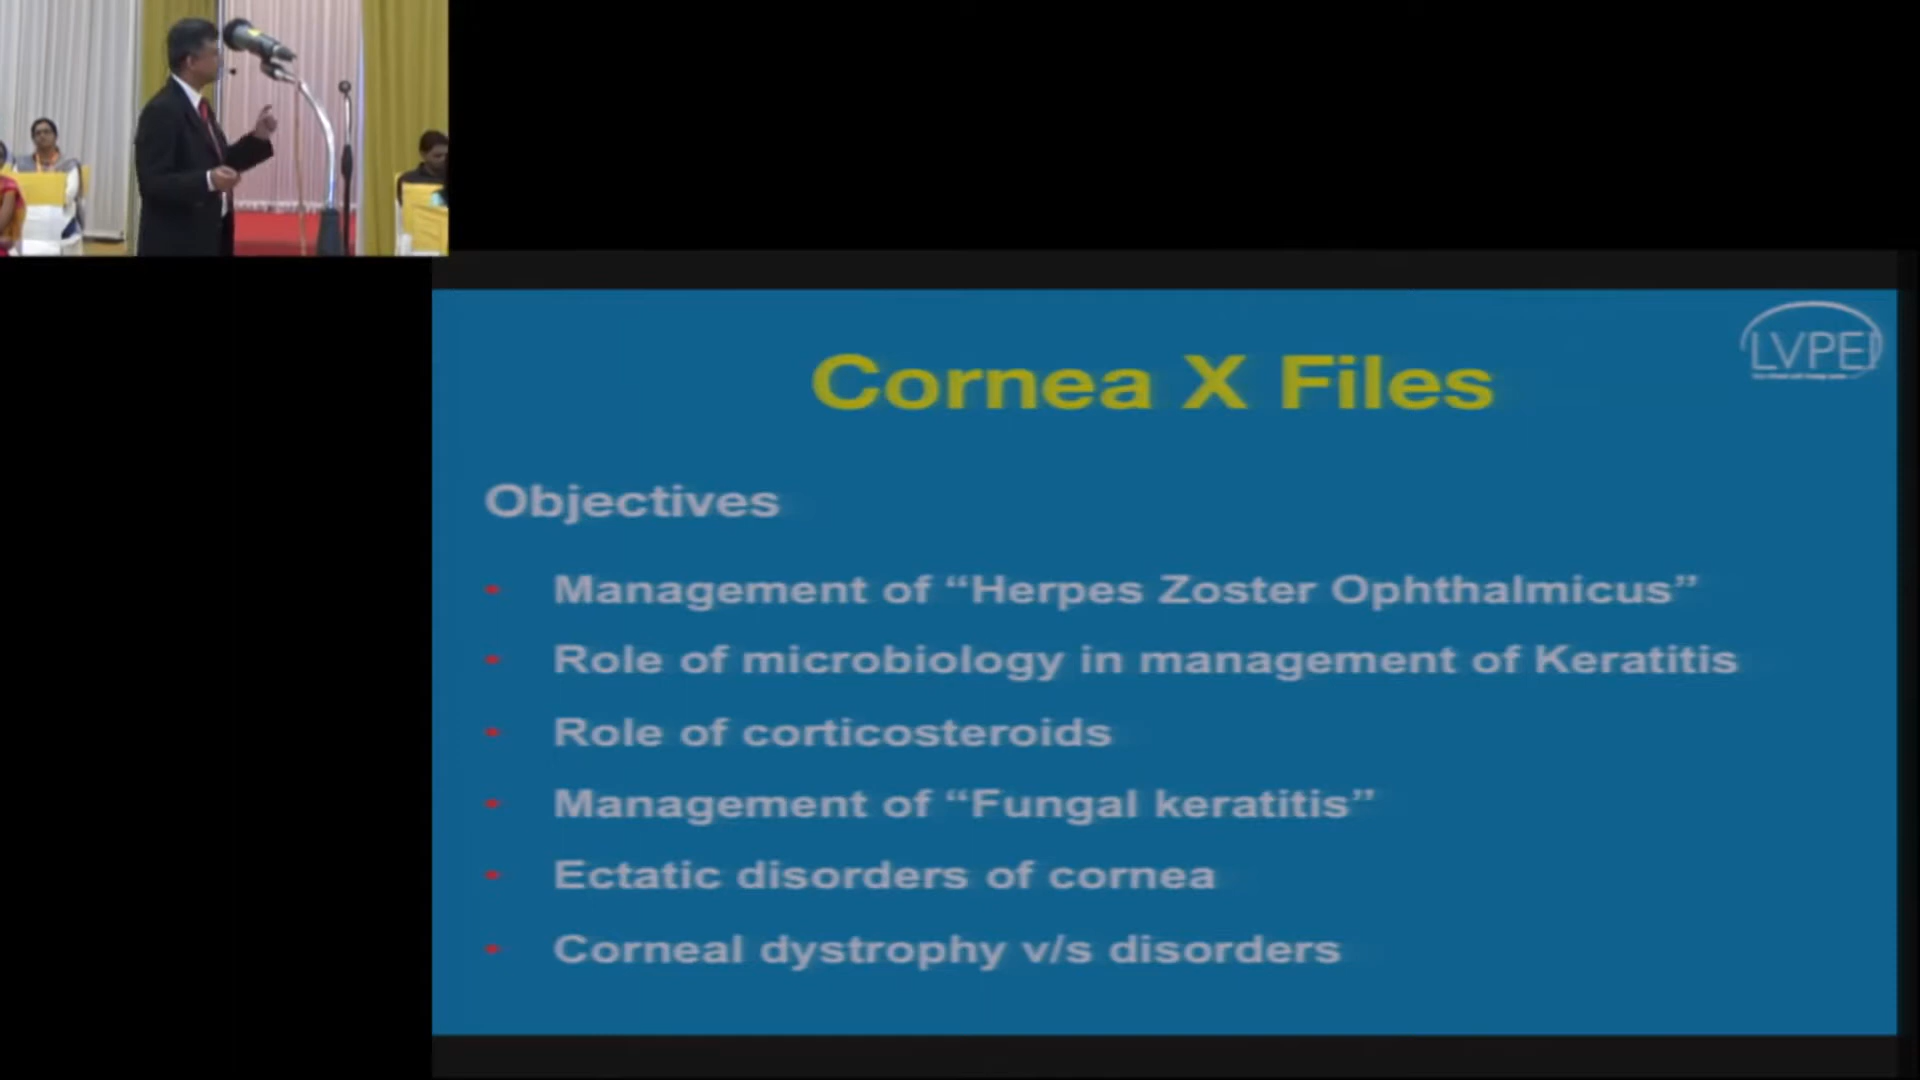 LVPEI
Cornea X Files
Objectives
• Management of “Herpes Zoster Ophthalmicus”
• Role of microbiology in management of Keratitis
• Role of corticosteroids
• Management of “Fungal keratitis”
• Ectatic disorders of cornea
• Corneal dystrophy v/s disorders